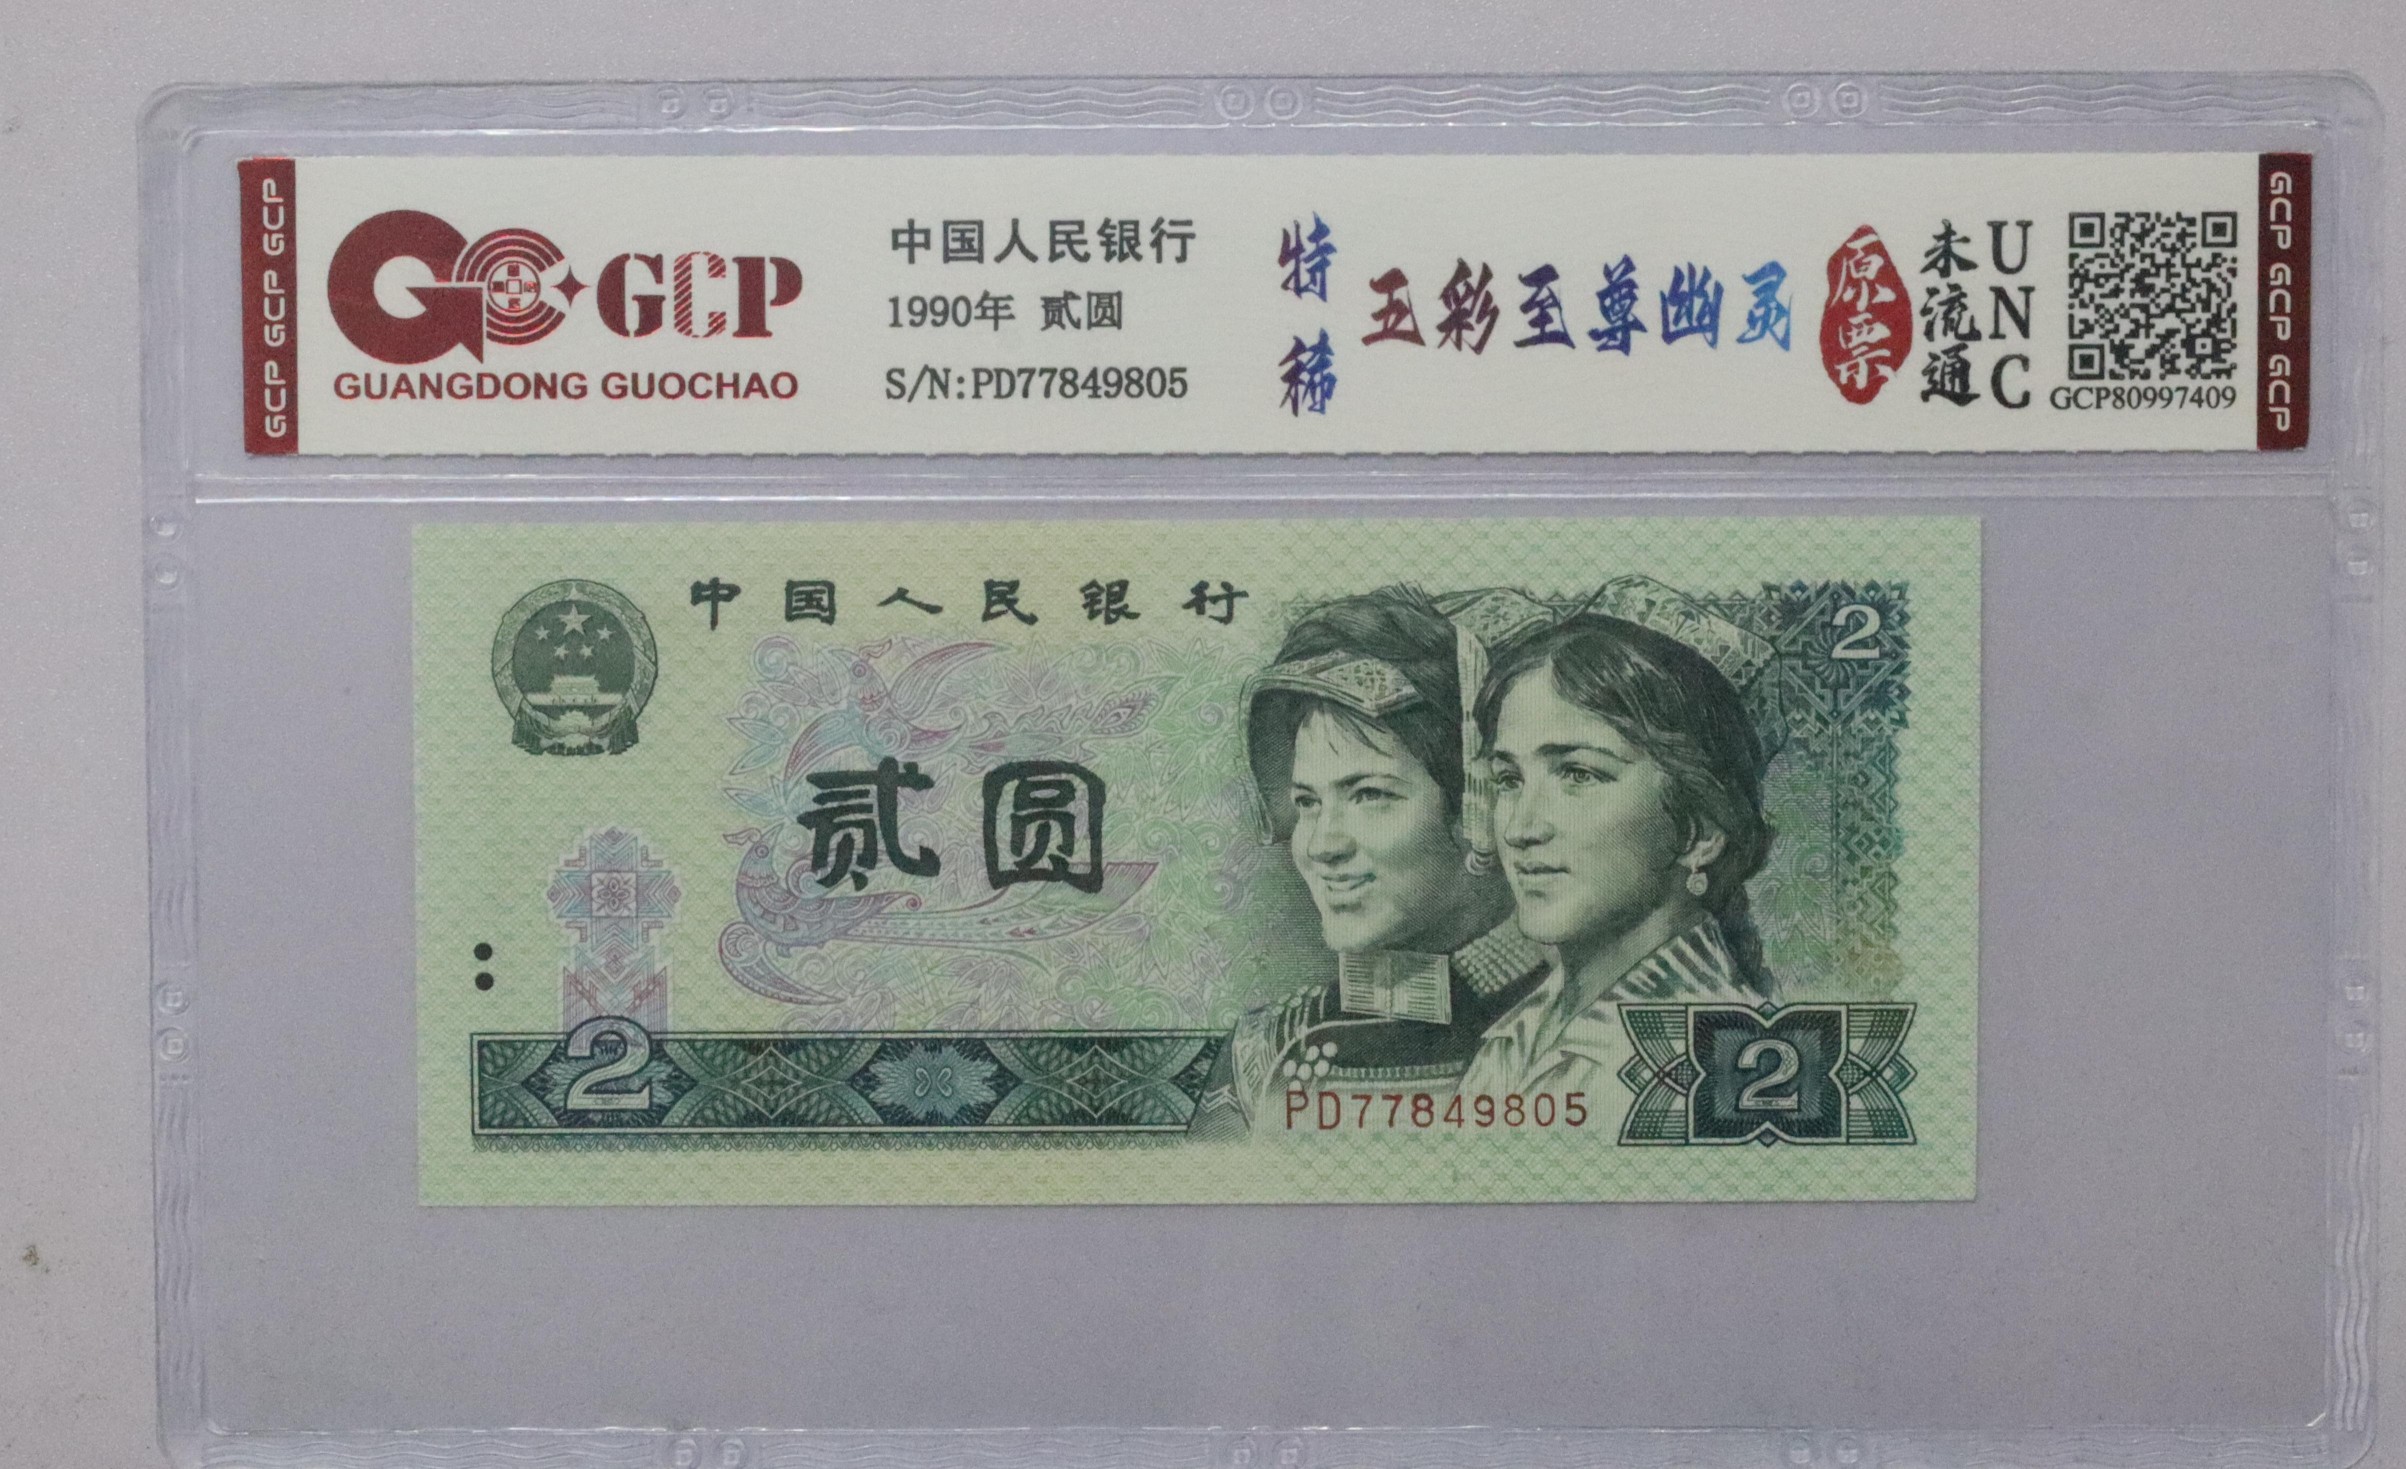 GCP GCP GCP
GCP
GUANGDONG GUOCHAO
中国人民银行
1990年 贰圆
S/N:PD77849805
特稀
五彩至尊幽灵
原票
未流通
UNC
GCP80997409
GCP GCP GCP
中国人民银行
2
贰圆
2
PD77849805
2